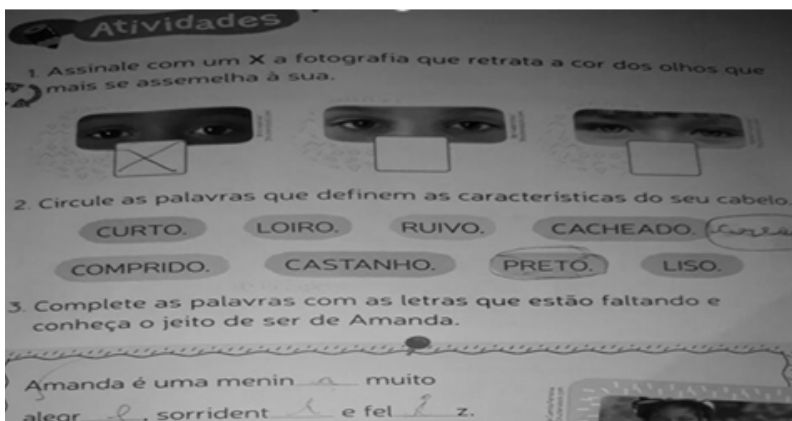 Atividades
1. Assinale com um X a fotografia que retrata a cor dos olhos que
mais se assemelha à sua.
2. Circule as palavras que definem as características do seu cabelo.
CURTO. LOIRO. RUIVO. CACHEADO.
COMPRIDO. CASTANHO. PRETO. LISO.
3. Complete as palavras com as letras que estão faltando e
conheça o jeito de ser de Amanda.
Amanda é uma menin a muito
alegr e, sorrident e e fel i z.